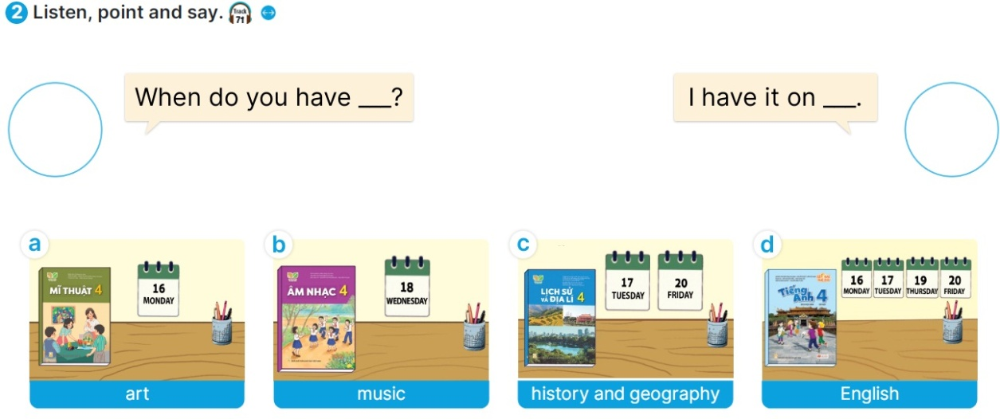 2 Listen, point and say. Track 71
When do you have ___?
I have it on ___.
a
MĨ THUẬT 4
16
MONDAY
art
b
ÂM NHẠC 4
18
WEDNESDAY
music
c
LỊCH SỬ
VÀ ĐỊA LÍ 4
17
TUESDAY
20
FRIDAY
history and geography
d
Tiếng
Anh 4
16
MONDAY
17
TUESDAY
19
THURSDAY
20
FRIDAY
English